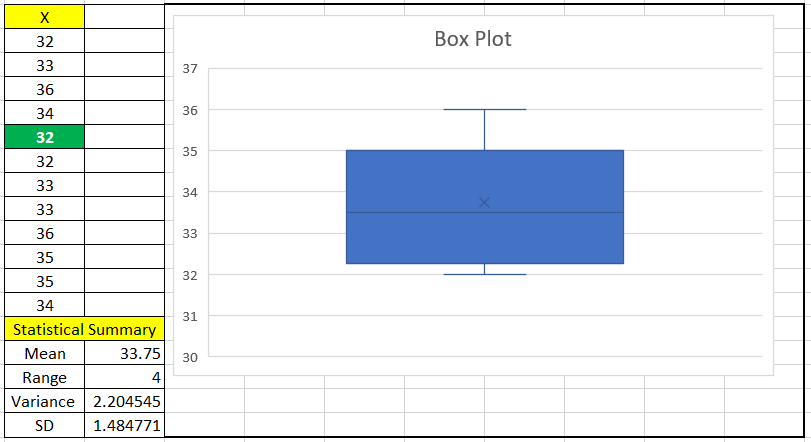 X
32
33
36
34
32
32
33
33
36
35
35
34
Statistical Summary
Mean 33.75
Range 4
Variance 2.204545
SD 1.484771
Box Plot
37
36
35
34
33
32
31
30